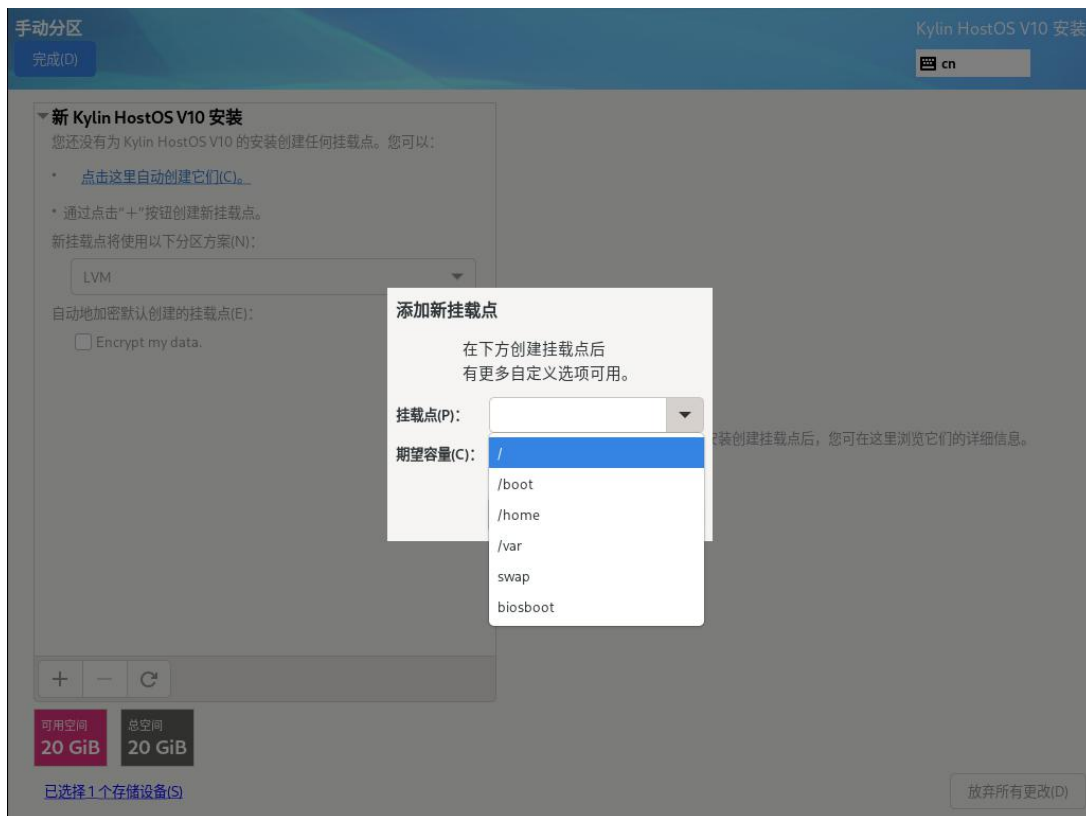 手动分区
Kylin HostOS V10 安装
完成(D)
cn
新 Kylin HostOS V10 安装
您还没有为 Kylin HostOS V10 的安装创建任何挂载点。您可以：
• 点击这里自动创建它们(C)。
• 通过点击“＋”按钮创建新挂载点。
新挂载点将使用以下分区方案(N)：
LVM
自动地加密默认创建的挂载点(E)：
Encrypt my data.
添加新挂载点
在下方创建挂载点后
有更多自定义选项可用。
挂载点(P)：
期望容量(C)：
/
/boot
/home
/var
swap
biosboot
装创建挂载点后，您可在这里浏览它们的详细信息。
可用空间
20 GiB
总空间
20 GiB
已选择 1 个存储设备(S)
放弃所有更改(D)